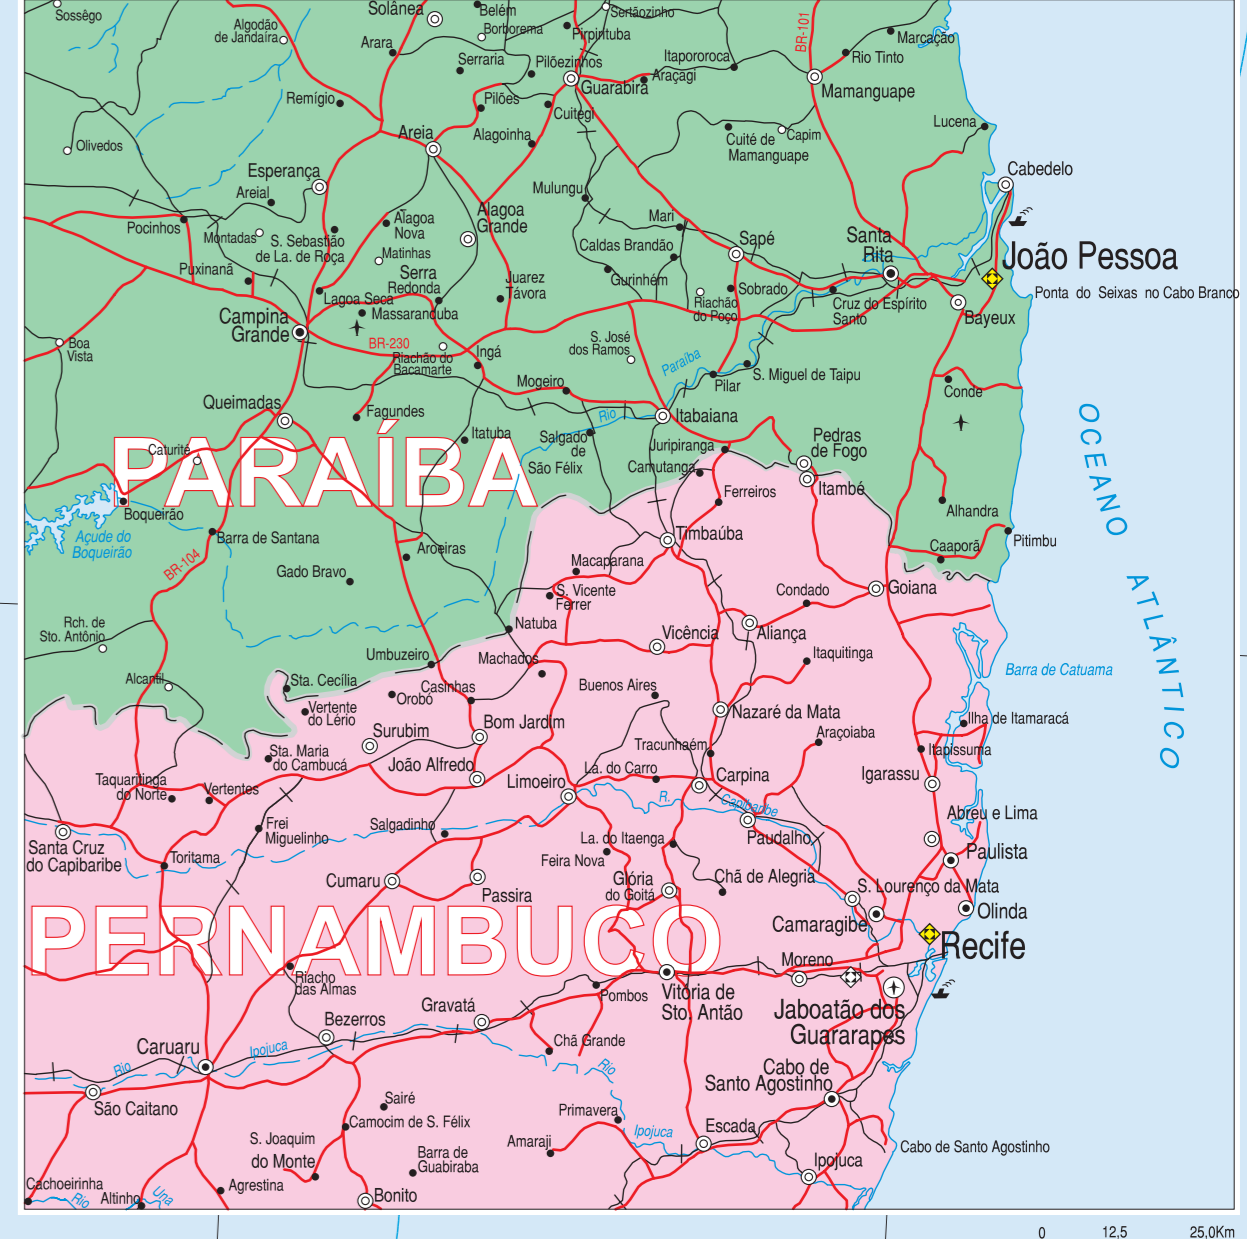 Sossêgo
Solânea
Belém
Sertãozinho
Algodão
de Jandaíra
Borborema
Pirpirituba
BR-101
Marcação
Arara
Serraria
Pilõezinhos
Itapororoca
Rio Tinto
Araçagi
Guarabira
Mamanguape
Remígio
Pilões
Cuitegi
Areia
Alagoinha
Cuité de
Mamanguape
Capim
Lucena
Olivedos
Esperança
Cabedelo
Areial
Mulungu
Pocinhos
Montadas
Alagoa
Nova
Alagoa
Grande
Mari
S. Sebastião
de La. de Roça
Matinhas
Caldas Brandão
Sapé
Santa
Rita
João Pessoa
Puxinanã
Serra
Redonda
Juarez
Távora
Gurinhém
Sobrado
Ponta do Seixas no Cabo Branco
Lagoa Seca
Massaranduba
Riachão
do Poço
Cruz do Espírito
Santo
Bayeux
Campina
Grande
BR-230
Boa
Vista
Riachão do
Bacamarte
Ingá
S. José
dos Ramos
Paraíba
S. Miguel de Taipu
Mogeiro
Pilar
Conde
Queimadas
Fagundes
Rio
Itabaiana
OCEANO ATLÂNTICO
Caturité
PARAÍBA
Itatuba
Salgado
de
São Félix
Juripiranga
Camutanga
Pedras
de Fogo
Itambé
Ferreiros
Boqueirão
Alhandra
Açude do
Boqueirão
Barra de Santana
Timbaúba
Pitimbu
Aroeiras
Caaporã
BR-104
Gado Bravo
Macaparana
S. Vicente
Ferrer
Condado
Goiana
Rch. de
Sto. Antônio
Natuba
Vicência
Aliança
Umbuzeiro
Machados
Itaquitinga
Barra de Catuama
Alcantil
Sta. Cecília
Orobó
Casinhas
Buenos Aires
Vertente
do Lério
Nazaré da Mata
Ilha de Itamaracá
Surubim
Bom Jardim
Araçoiaba
Sta. Maria
do Cambucá
Tracunhaém
Itapissuma
João Alfredo
La. do Carro
Carpina
Igarassu
Taquaritinga
do Norte
Vertentes
Limoeiro
R.
Capibaribe
Abreu e Lima
Frei
Miguelinho
Salgadinho
La. do Itaenga
Paudalho
Santa Cruz
do Capibaribe
Toritama
Feira Nova
Paulista
Cumaru
Passira
Glória
do Goitá
Chã de Alegria
S. Lourenço da Mata
Camaragibe
Olinda
PERNAMBUCO
Recife
Riacho
das Almas
Moreno
Pombos
Vitória de
Sto. Antão
Gravatá
Jaboatão dos
Guararapes
Bezerros
Chã Grande
Caruaru
Ipojuca
Rio
Rio
Cabo de
Santo Agostinho
São Caitano
Sairé
Primavera
Camocim de S. Félix
Escada
Ipojuca
S. Joaquim
do Monte
Amaraji
Cabo de Santo Agostinho
Barra de
Guabiraba
Ipojuca
Cachoeirinha
Rio
Altinho
Una
Agrestina
Bonito
0 12,5 25,0Km